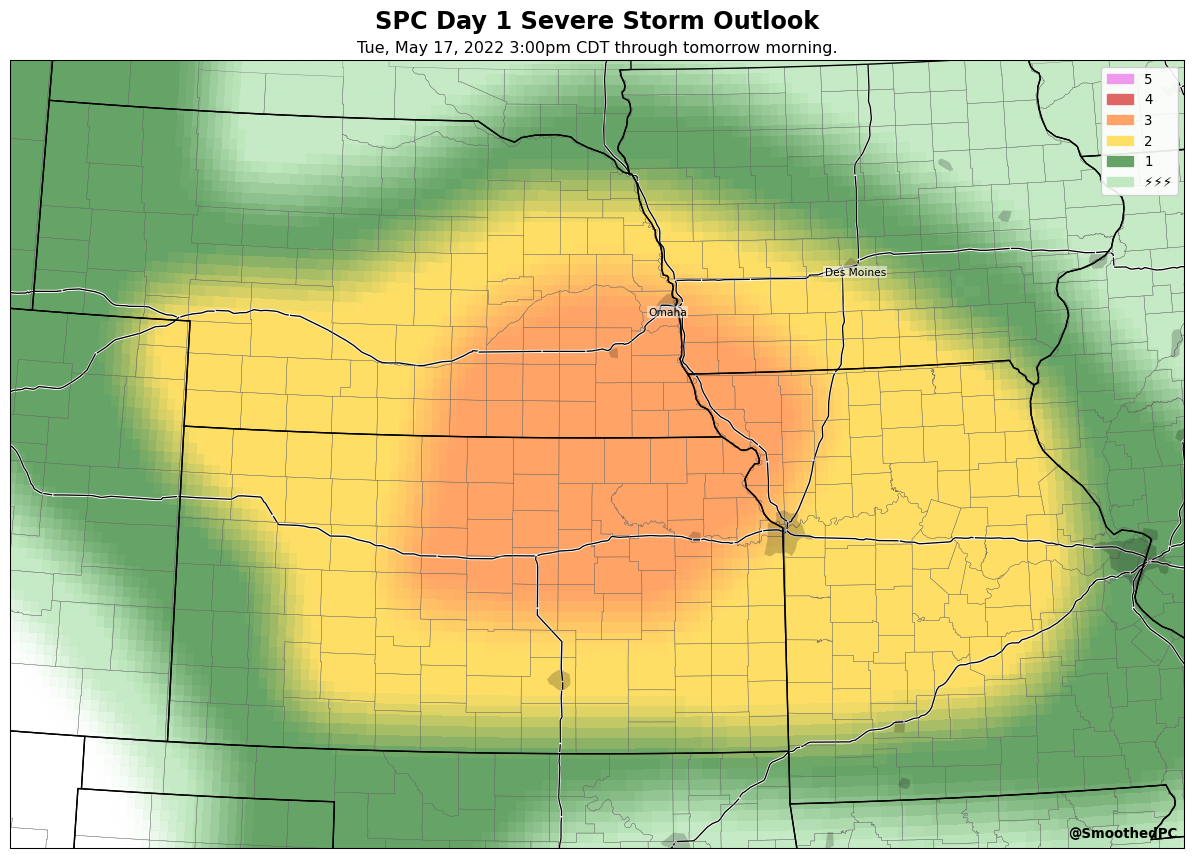 SPC Day 1 Severe Storm Outlook
Tue, May 17, 2022 3:00pm CDT through tomorrow morning.
5
4
3
2
1
⚡⚡⚡
Des Moines
Omaha
@SmoothedPC